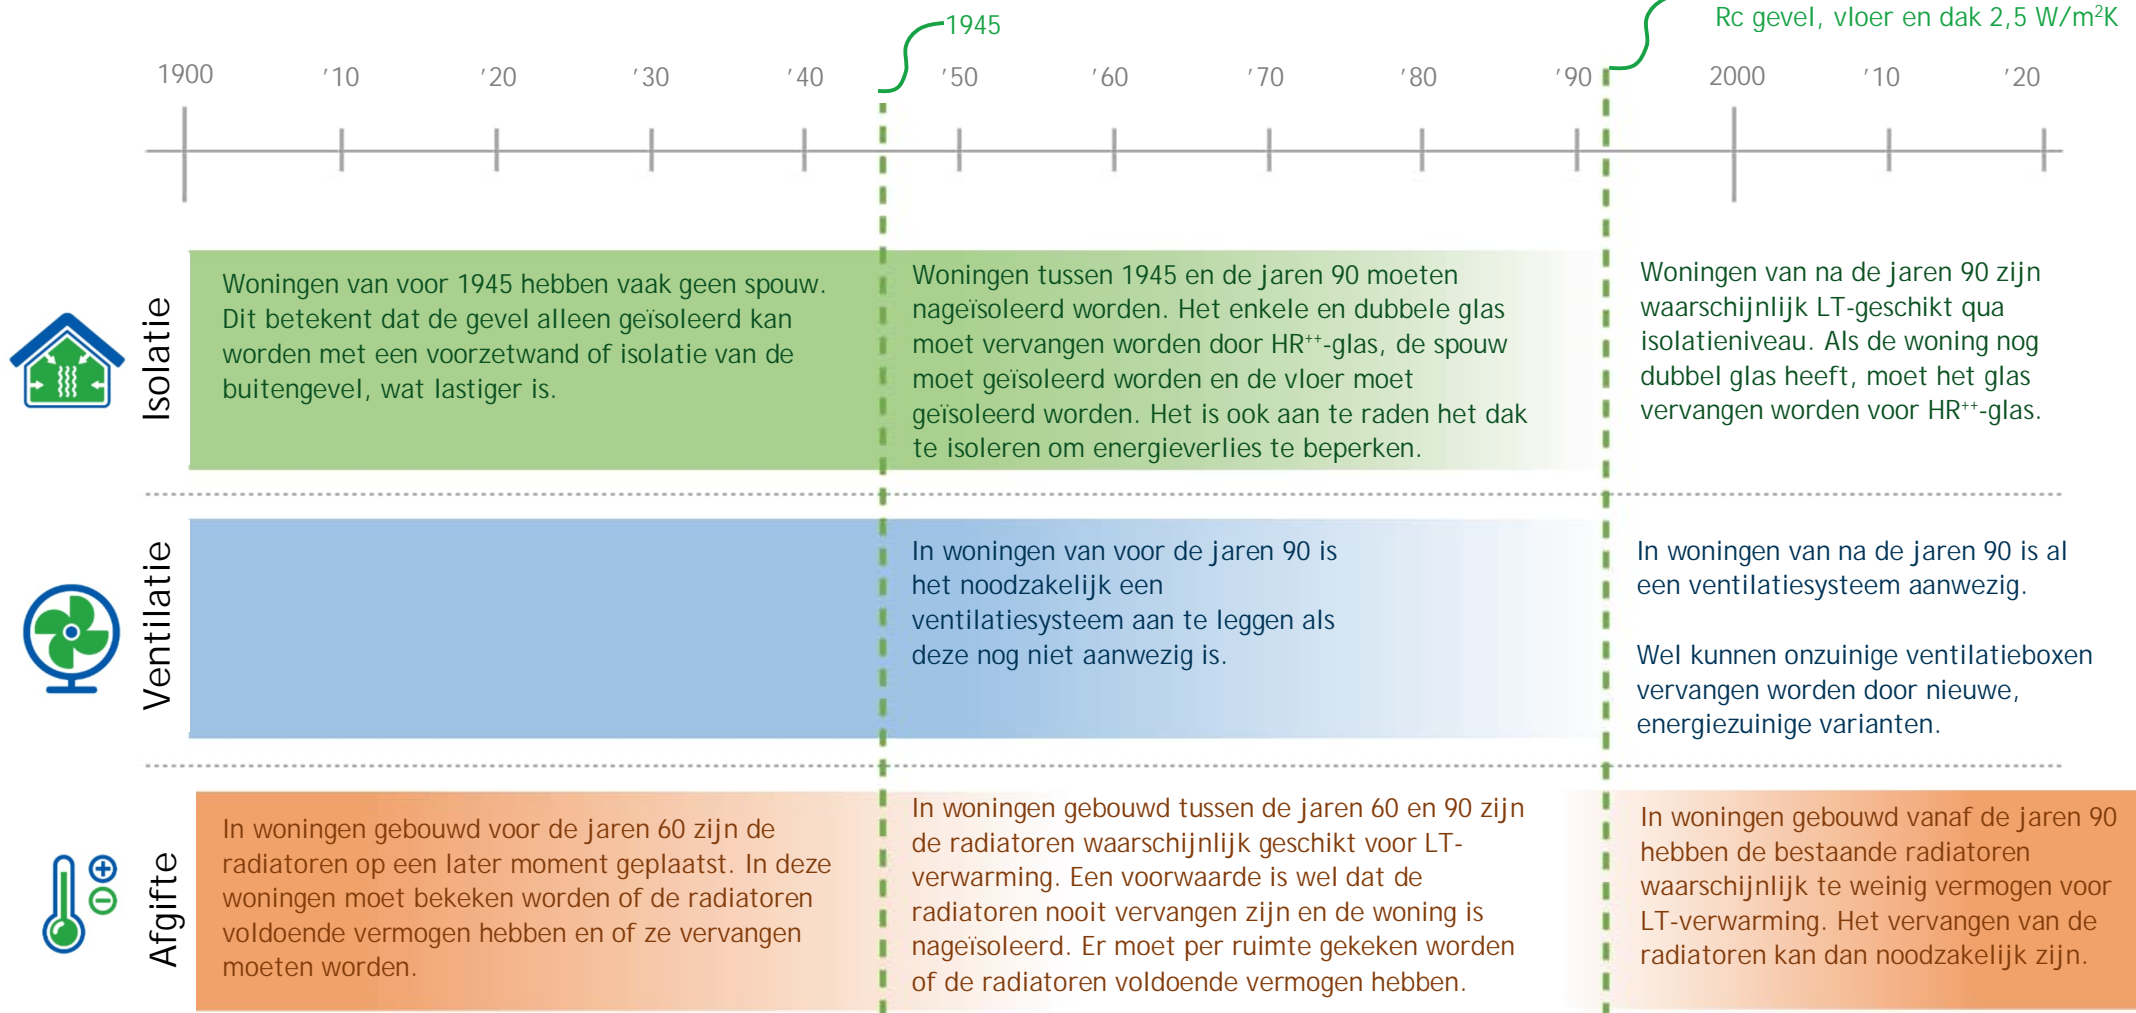 1945
Rc gevel, vloer en dak 2,5 W/m²K
1900 '10 '20 '30 '40 '50 '60 '70 '80 '90 2000 '10 '20
Isolatie
Woningen van voor 1945 hebben vaak geen spouw.
Dit betekent dat de gevel alleen geïsoleerd kan
worden met een voorzetwand of isolatie van de
buitengevel, wat lastiger is.
Woningen tussen 1945 en de jaren 90 moeten
nageïsoleerd worden. Het enkele en dubbele glas
moet vervangen worden door HR⁺⁺-glas, de spouw
moet geïsoleerd worden en de vloer moet
geïsoleerd worden. Het is ook aan te raden het dak
te isoleren om energieverlies te beperken.
Woningen van na de jaren 90 zijn
waarschijnlijk LT-geschikt qua
isolatieniveau. Als de woning nog
dubbel glas heeft, moet het glas
vervangen worden voor HR⁺⁺-glas.
Ventilatie
In woningen van voor de jaren 90 is
het noodzakelijk een
ventilatiesysteem aan te leggen als
deze nog niet aanwezig is.
In woningen van na de jaren 90 is al
een ventilatiesysteem aanwezig.
Wel kunnen onzuinige ventilatieboxen
vervangen worden door nieuwe,
energiezuinige varianten.
Afgifte
In woningen gebouwd voor de jaren 60 zijn de
radiatoren op een later moment geplaatst. In deze
woningen moet bekeken worden of de radiatoren
voldoende vermogen hebben en of ze vervangen
moeten worden.
In woningen gebouwd tussen de jaren 60 en 90 zijn
de radiatoren waarschijnlijk geschikt voor LT-
verwarming. Een voorwaarde is wel dat de
radiatoren nooit vervangen zijn en de woning is
nageïsoleerd. Er moet per ruimte gekeken worden
of de radiatoren voldoende vermogen hebben.
In woningen gebouwd vanaf de jaren 90
hebben de bestaande radiatoren
waarschijnlijk te weinig vermogen voor
LT-verwarming. Het vervangen van de
radiatoren kan dan noodzakelijk zijn.